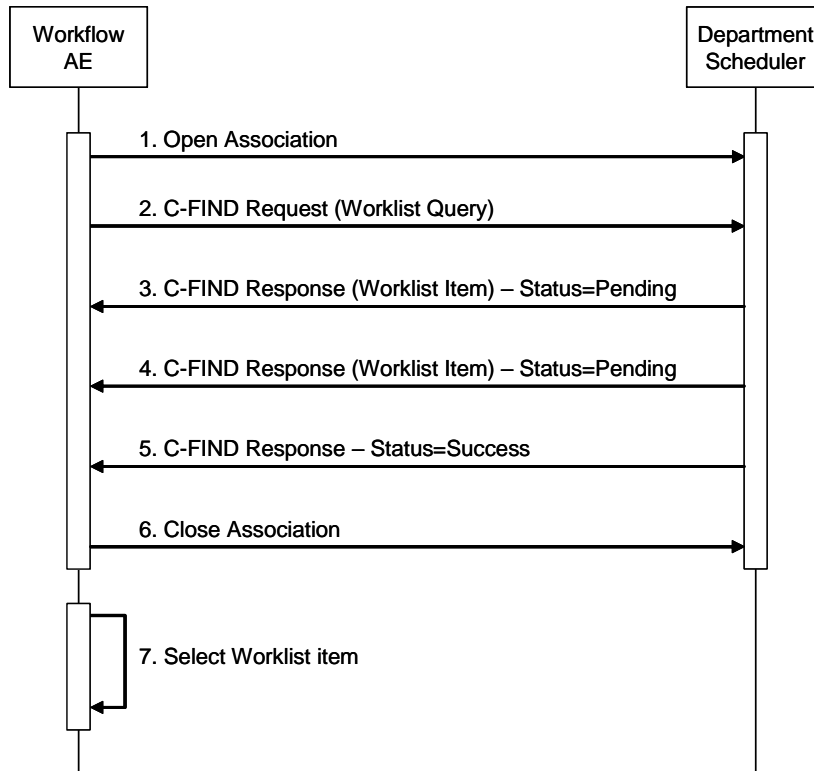 Workflow
AE
Department
Scheduler
1. Open Association
2. C-FIND Request (Worklist Query)
3. C-FIND Response (Worklist Item) – Status=Pending
4. C-FIND Response (Worklist Item) – Status=Pending
5. C-FIND Response – Status=Success
6. Close Association
7. Select Worklist item